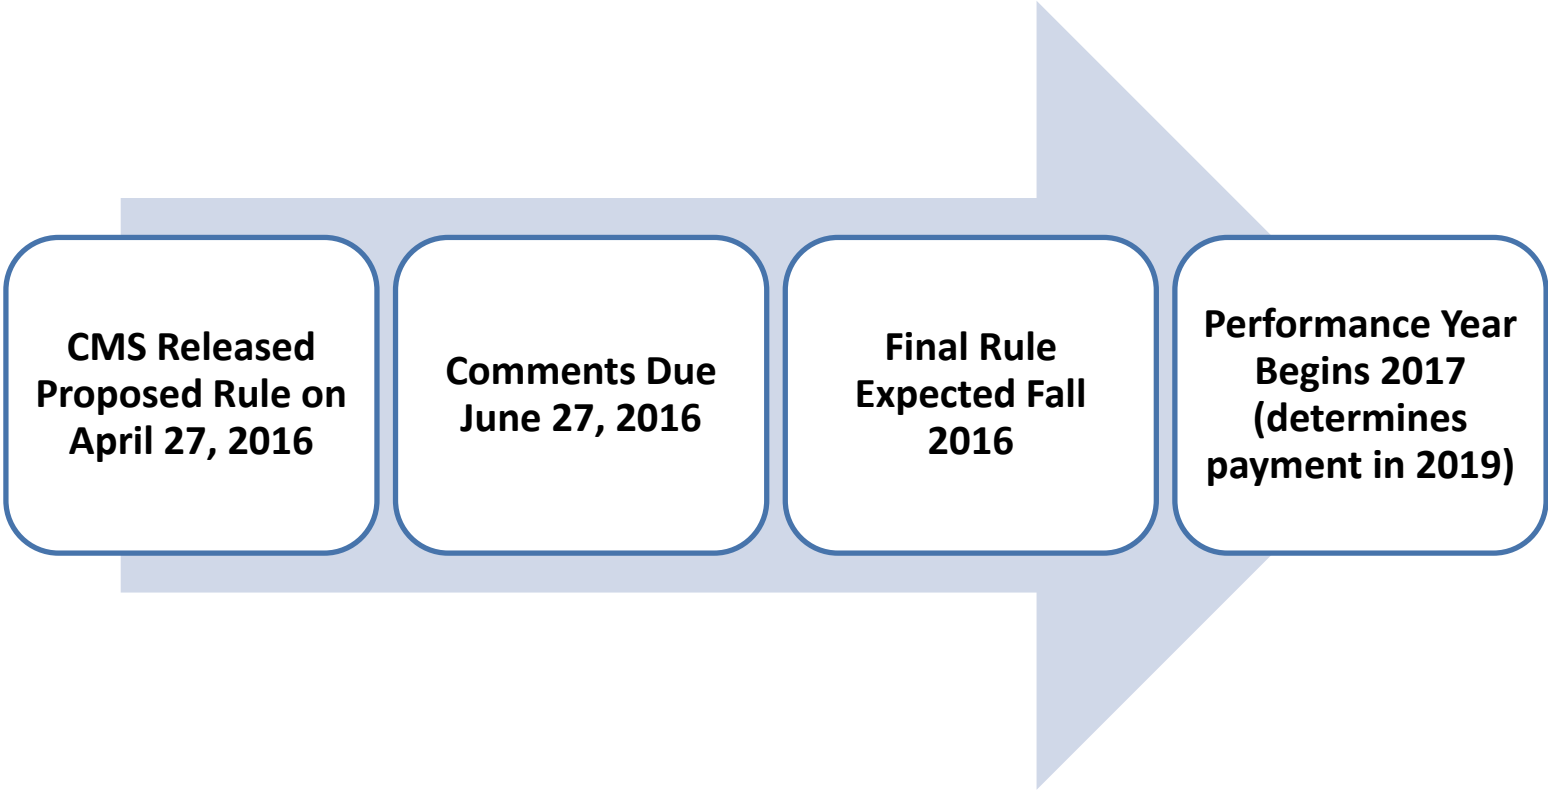 CMS Released
Proposed Rule on
April 27, 2016
Comments Due
June 27, 2016
Final Rule
Expected Fall
2016
Performance Year
Begins 2017
(determines
payment in 2019)